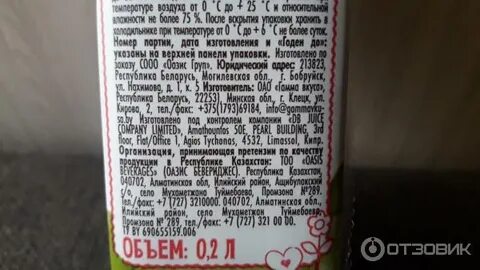 температуре воздуха от 0 °С до + 25 °С и относительной
влажности не более 75 %. После вскрытия упаковки хранить в
холодильнике при температуре от 0 °С до + 6 °С не более суток.
Номер партии, дата изготовления и «Годен до»:
указаны на верхней панели упаковки. Изготовлено по
заказу СООО «Оазис Груп». Юридический адрес: 213823,
Республика Беларусь, Могилевская обл., г. Бобруйск,
ул. Нахимова, д. 1, к. 5 Изготовитель: ОАО «Гамма вкуса».
Республика Беларусь, 222531, Минская обл., г. Клецк, ул.
Кирова, 2, тел./факс: +375(1793)69184, info@gammavkу-
sa.by Изготовлено под контролем компании «DB JUICE
COMPANY LIMITED», Amathountos SOE, PEARL BUILDING, 3rd
floor, Flat/Office 1, Agios Tychonas, 4532, Limassol, Кипр.
Организация, принимающая претензии по качеству
продукции в Республике Казахстан: ТОО "OASIS
BEVERAGES" (ОАЗИС БЕВЕРИДЖЕС), Республика Казахстан,
040702, Алматинская обл., Илийский район, Ащибулакский
с/о, село Мухаметжана Туймебаева, Промзона №289.
Тел./факс: +7 (727) 3210000. 040702, Алматинская обл.,
Илийский район, село Мухаметжан Туймебаева,
Промзона № 289, тел./факс: +7 (727) 321 00 00.
ТУ BY 690655159.006
ОБЪЕМ: 0,2 Л
ОТЗОВИК